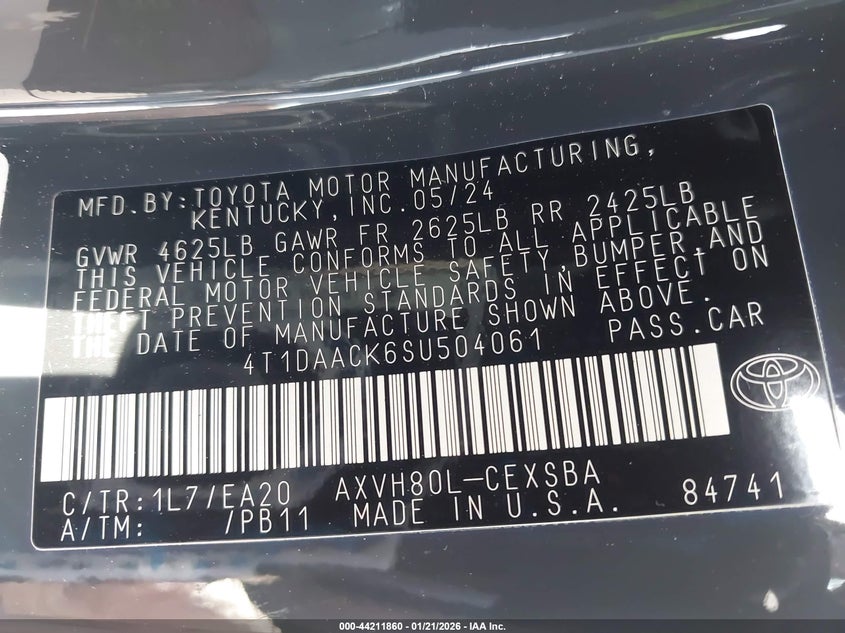 MFD.BY:TOYOTA MOTOR MANUFACTURING,
KENTUCKY,INC.05/24
GVWR 4625LB GAWR FR 2625LB RR 2425LB
THIS VEHICLE CONFORMS TO ALL APPLICABLE
FEDERAL MOTOR VEHICLE SAFETY,BUMPER,AND
THEFT PREVENTION STANDARDS IN EFFECT ON
THE DATE OF MANUFACTURE SHOWN ABOVE.
4T1DAACK6SU504061 PASS.CAR
C/TR:1L7/EA20 AXVH80L-CEXSBA
A/TM: /PB11 MADE IN U.S.A. 84741
000-44211860 | 01/21/2026 - IAA Inc.